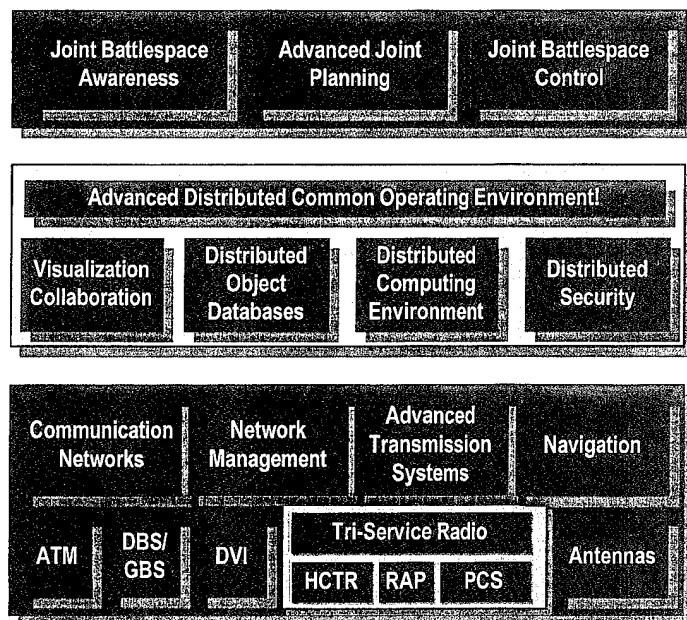 Joint Battlespace
Awareness
Advanced Joint
Planning
Joint Battlespace
Control
Advanced Distributed Common Operating Environment!
Visualization
Collaboration
Distributed
Object
Databases
Distributed
Computing
Environment
Distributed
Security
Communication
Networks
Network
Management
Advanced
Transmission
Systems
Navigation
ATM
DBS/
GBS
DVI
Tri-Service Radio
HCTR
RAP
PCS
Antennas